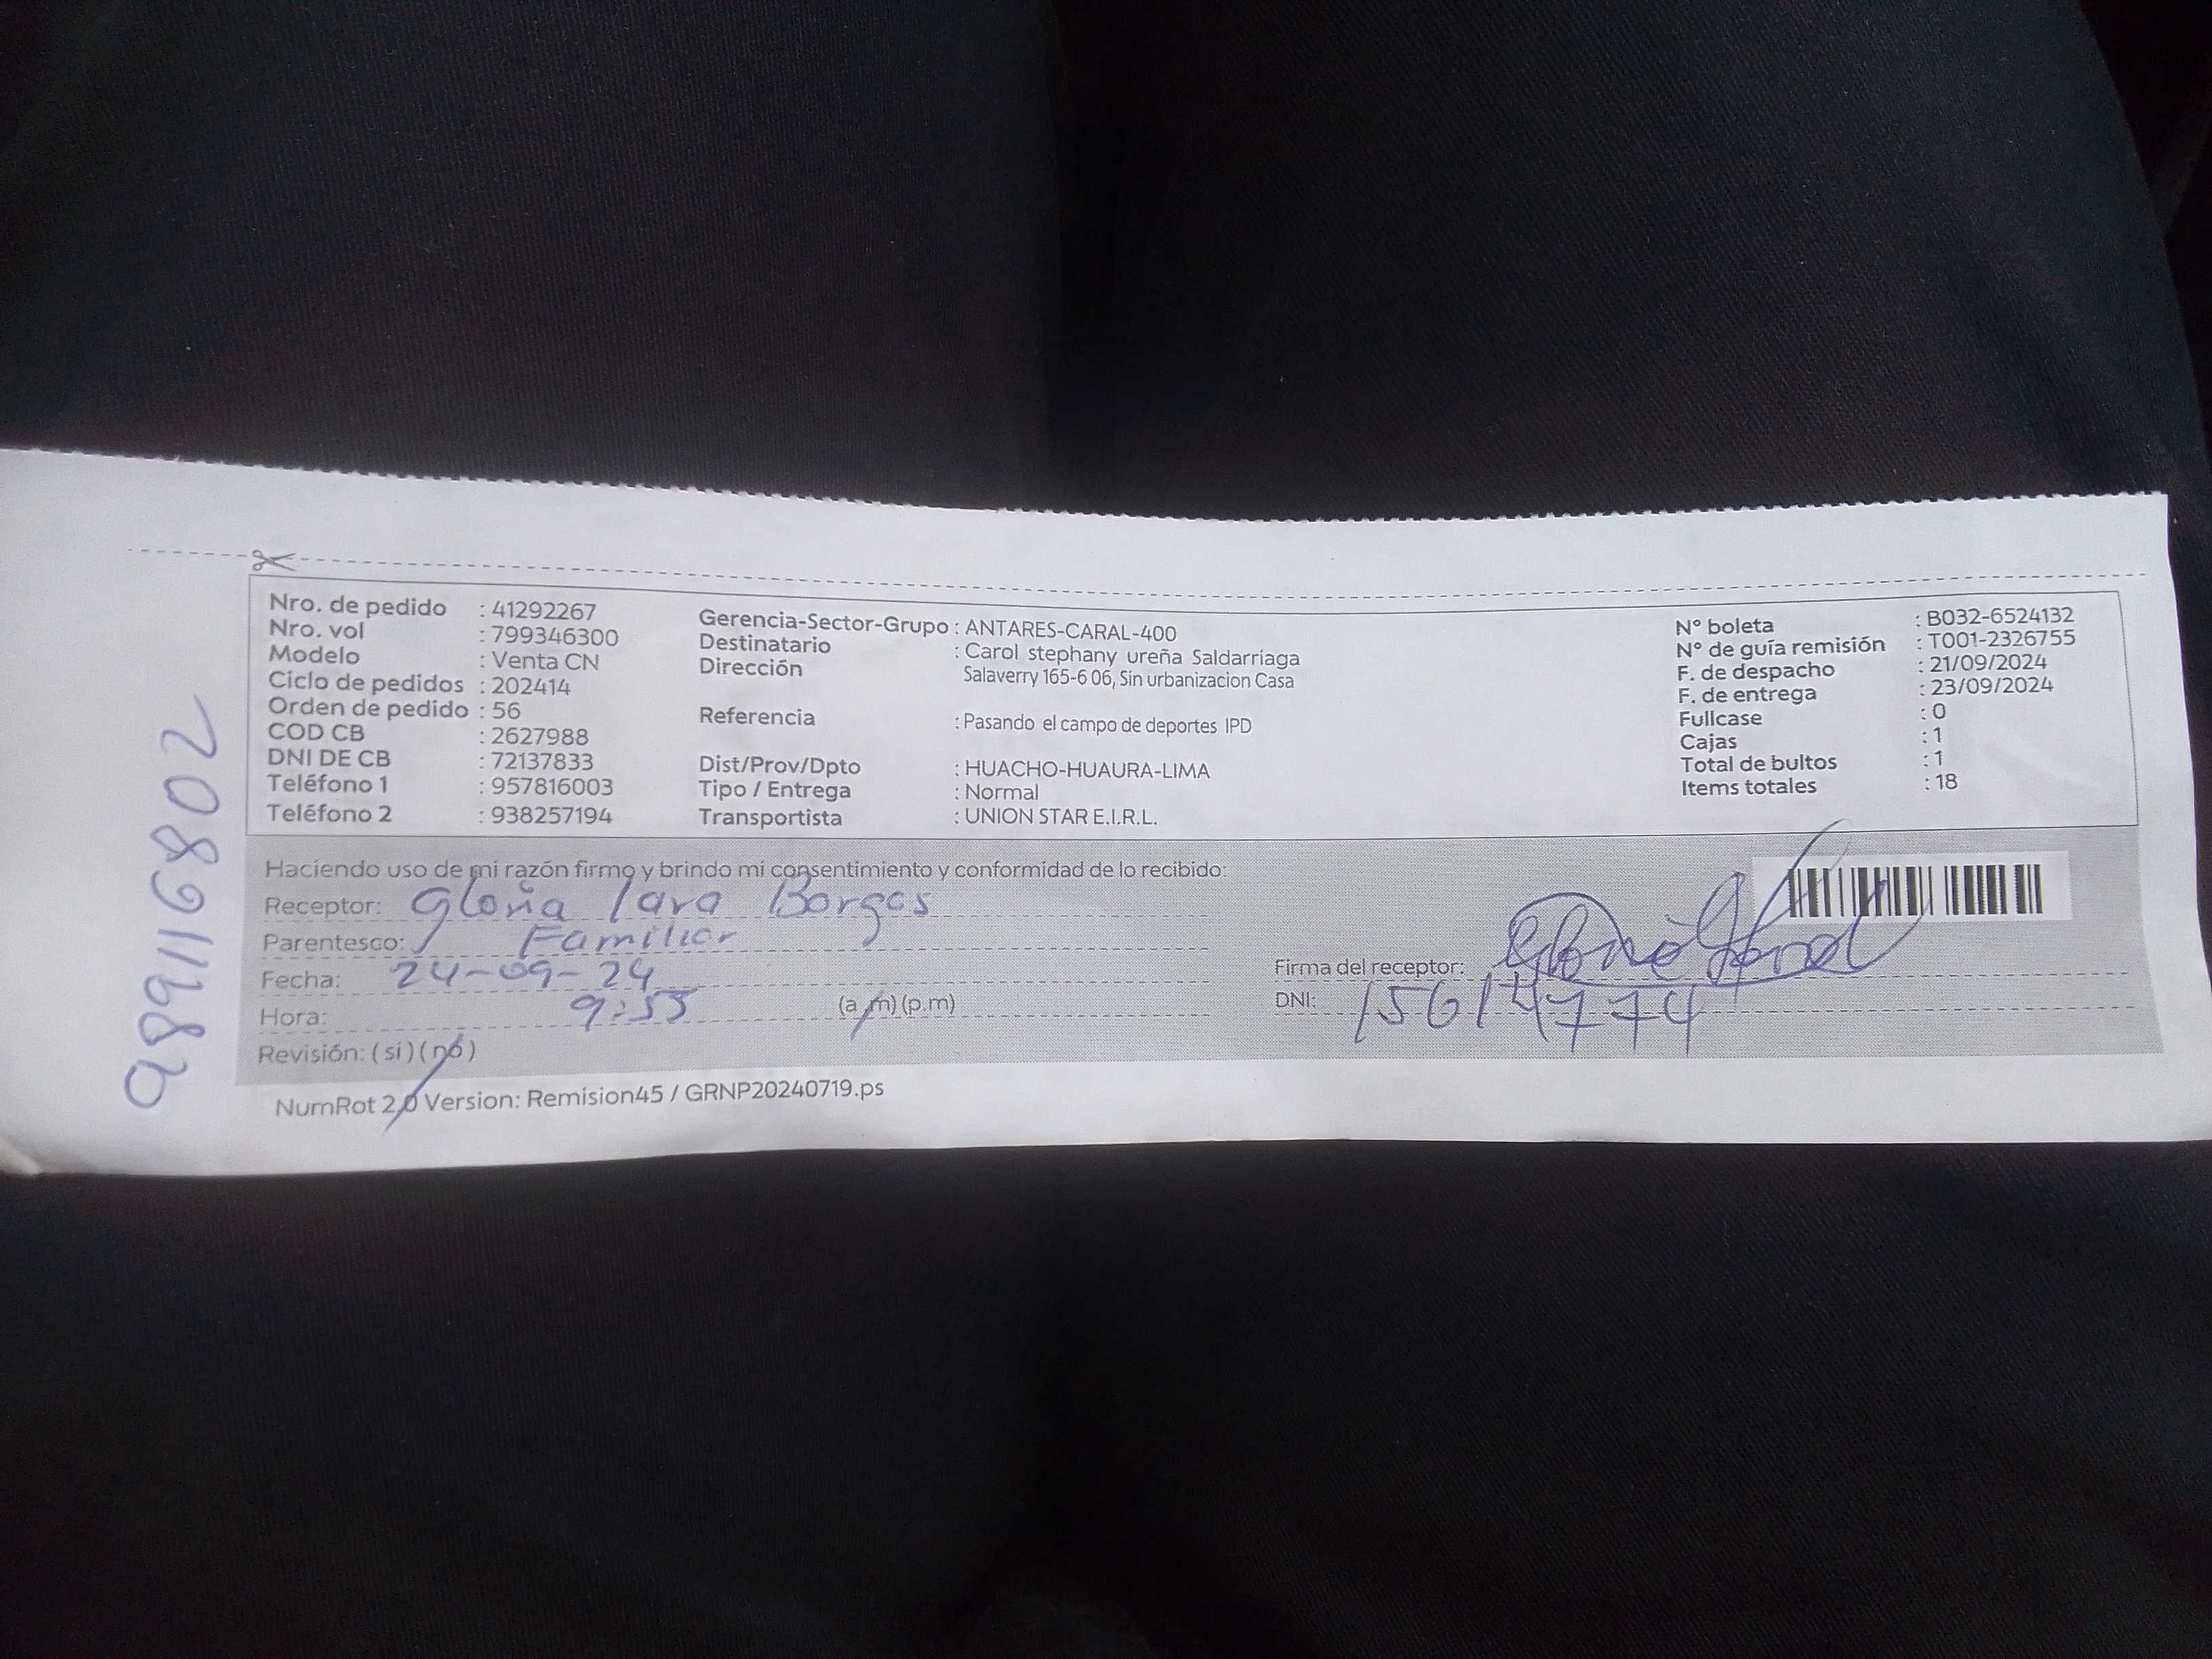 Nro. de pedido : 41292267
Nro. vol : 799346300
Modelo : Venta CN
Ciclo de pedidos : 202414
Orden de pedido : 56
COD CB : 2627988
DNI DE CB : 72137833
Teléfono 1 : 957816003
Teléfono 2 : 938257194
Gerencia-Sector-Grupo : ANTARES-CARAL-400
Destinatario : Carol stephany ureña Saldarriaga
Dirección Salaverry 165-6 06, Sin urbanizacion Casa
Referencia : Pasando el campo de deportes IPD
Dist/Prov/Dpto : HUACHO-HUAURA-LIMA
Tipo / Entrega : Normal
Transportista : UNION STAR E.I.R.L.
N° boleta : B032-6524132
N° de guía remisión : T001-2326755
F. de despacho : 21/09/2024
F. de entrega : 23/09/2024
Fullcase : 0
Cajas : 1
Total de bultos : 1
Items totales : 18
Haciendo uso de mi razón firmo y brindo mi consentimiento y conformidad de lo recibido:
Receptor: Gloria Jara Borgas
Parentesco: Familiar
Fecha: 24-09-24
Hora: 9:55 (a.m) (p.m)
Revisión: (si) (no)
Firma del receptor:
DNI: 15614774
NumRot 2.0 Version: Remision45 / GRNP20240719.ps
989116802